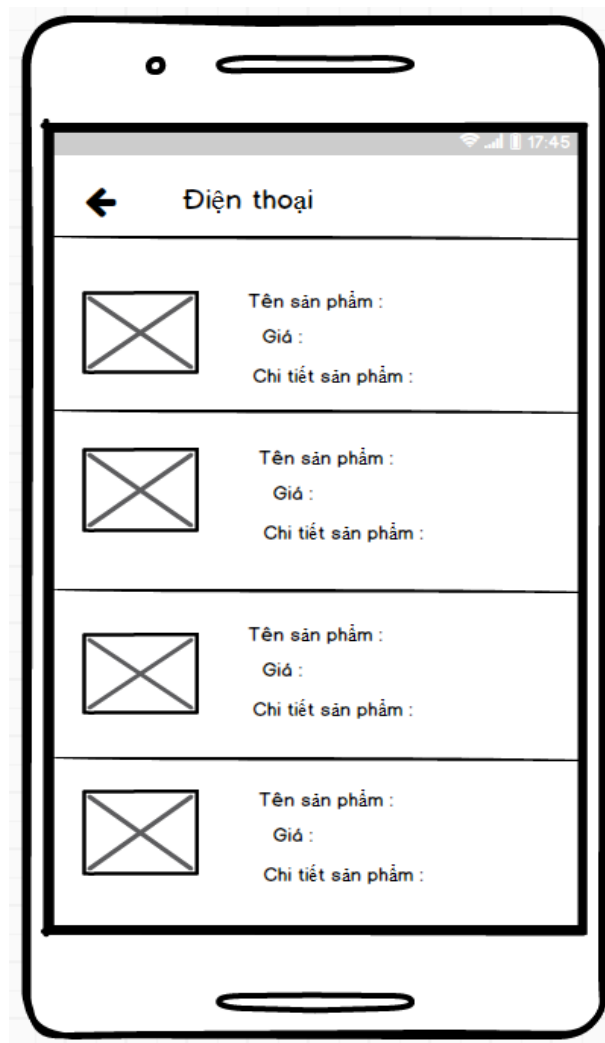 17:45
Điện thoại
Tên sản phẩm :
Giá :
Chi tiết sản phẩm :
Tên sản phẩm :
Giá :
Chi tiết sản phẩm :
Tên sản phẩm :
Giá :
Chi tiết sản phẩm :
Tên sản phẩm :
Giá :
Chi tiết sản phẩm :